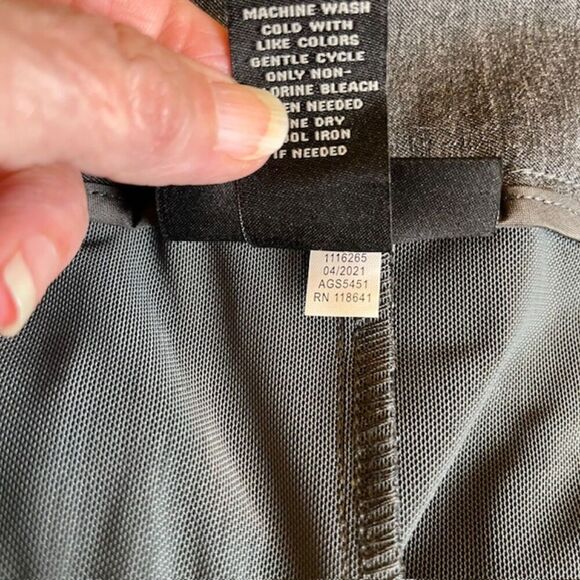 MACHINE WASH
COLD WITH
LIKE COLORS
GENTLE CYCLE
ONLY NON-
BLEACH
NEEDED
DRY
IRON
IF NEEDED
1116265
04/2021
AGS5451
RN 118641